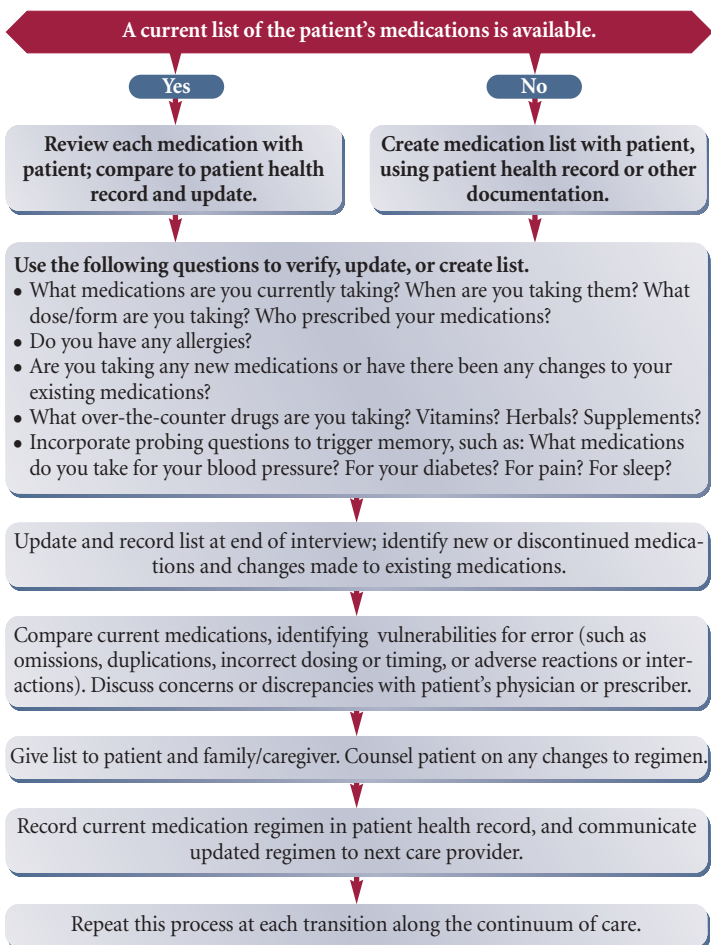 A current list of the patient’s medications is available.
Yes
No
Review each medication with
patient; compare to patient health
record and update.
Create medication list with patient,
using patient health record or other
documentation.
Use the following questions to verify, update, or create list.
• What medications are you currently taking? When are you taking them? What
dose/form are you taking? Who prescribed your medications?
• Do you have any allergies?
• Are you taking any new medications or have there been any changes to your
existing medications?
• What over-the-counter drugs are you taking? Vitamins? Herbals? Supplements?
• Incorporate probing questions to trigger memory, such as: What medications
do you take for your blood pressure? For your diabetes? For pain? For sleep?
Update and record list at end of interview; identify new or discontinued medica-
tions and changes made to existing medications.
Compare current medications, identifying vulnerabilities for error (such as
omissions, duplications, incorrect dosing or timing, or adverse reactions or inter-
actions). Discuss concerns or discrepancies with patient’s physician or prescriber.
Give list to patient and family/caregiver. Counsel patient on any changes to regimen.
Record current medication regimen in patient health record, and communicate
updated regimen to next care provider.
Repeat this process at each transition along the continuum of care.